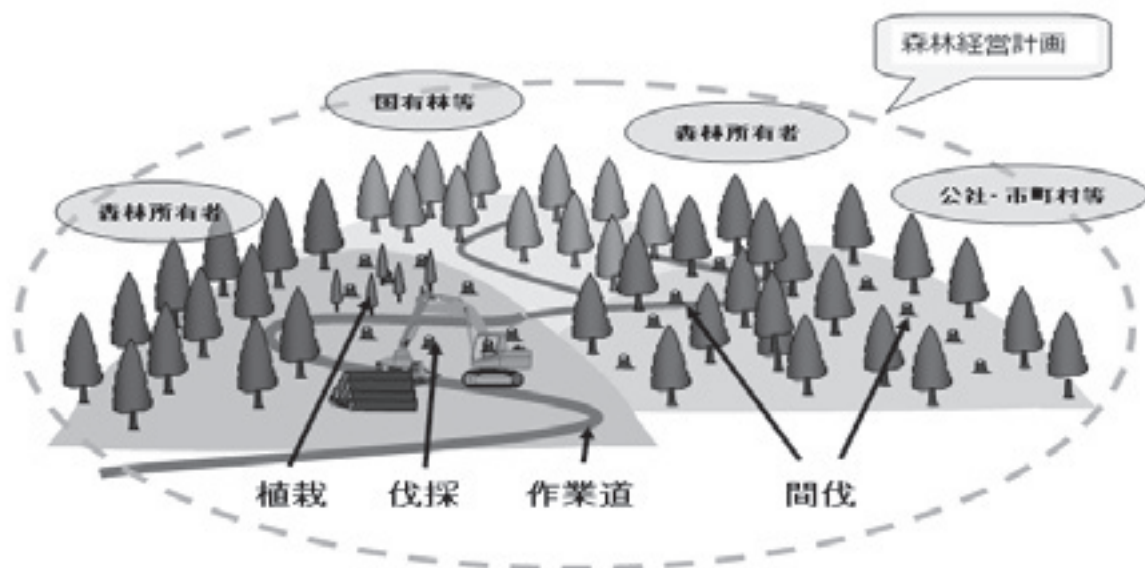 森林経営計画
国有林等
森林所有者
森林所有者
公社・市町村等
植栽
伐採
作業道
間伐